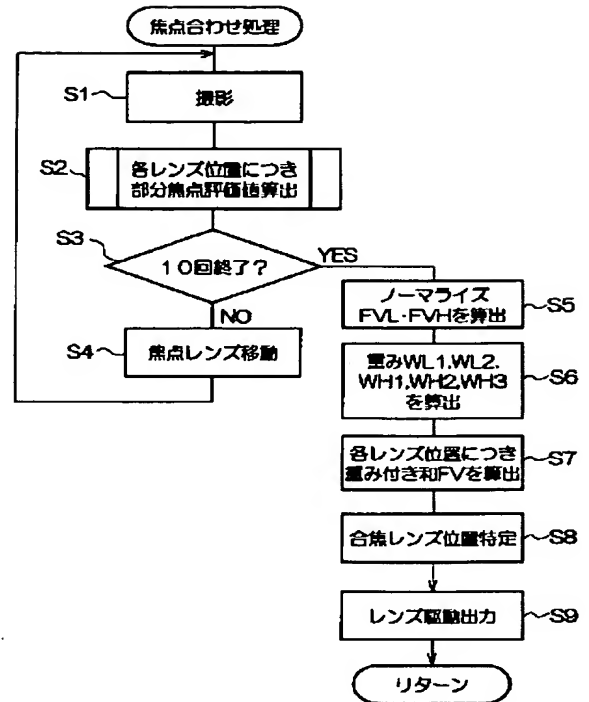 焦点合わせ処理
S1
撮影
S2
各レンズ位置につき
部分焦点評価値算出
S3
10回終了?
YES
NO
S4
焦点レンズ移動
ノーマライズ
FVL・FVHを算出
S5
重みWL1,WL2,
WH1,WH2,WH3
を算出
S6
各レンズ位置につき
重み付き和FVを算出
S7
合焦レンズ位置特定
S8
レンズ駆動出力
S9
リターン